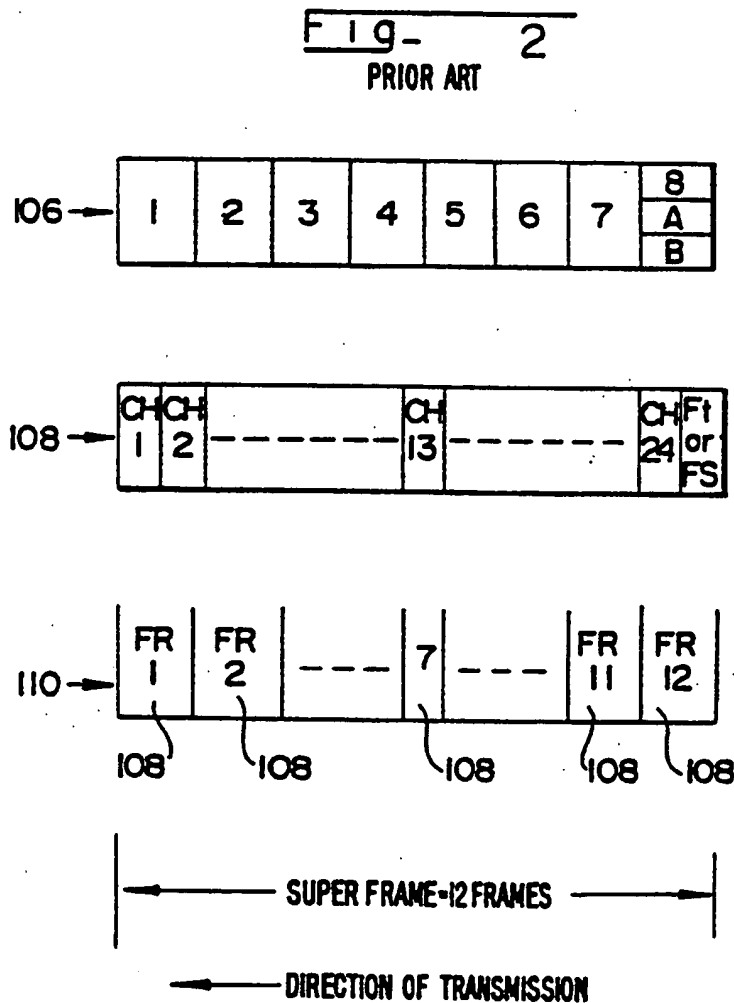 Fig_ 2
PRIOR ART
106 1 2 3 4 5 6 7 8 A B
108 CH 1 CH 2 CH 13 CH 24 Ft or FS
110 FR 1 FR 2 7 FR 11 FR 12
108 108 108 108 108
SUPER FRAME=12 FRAMES
DIRECTION OF TRANSMISSION